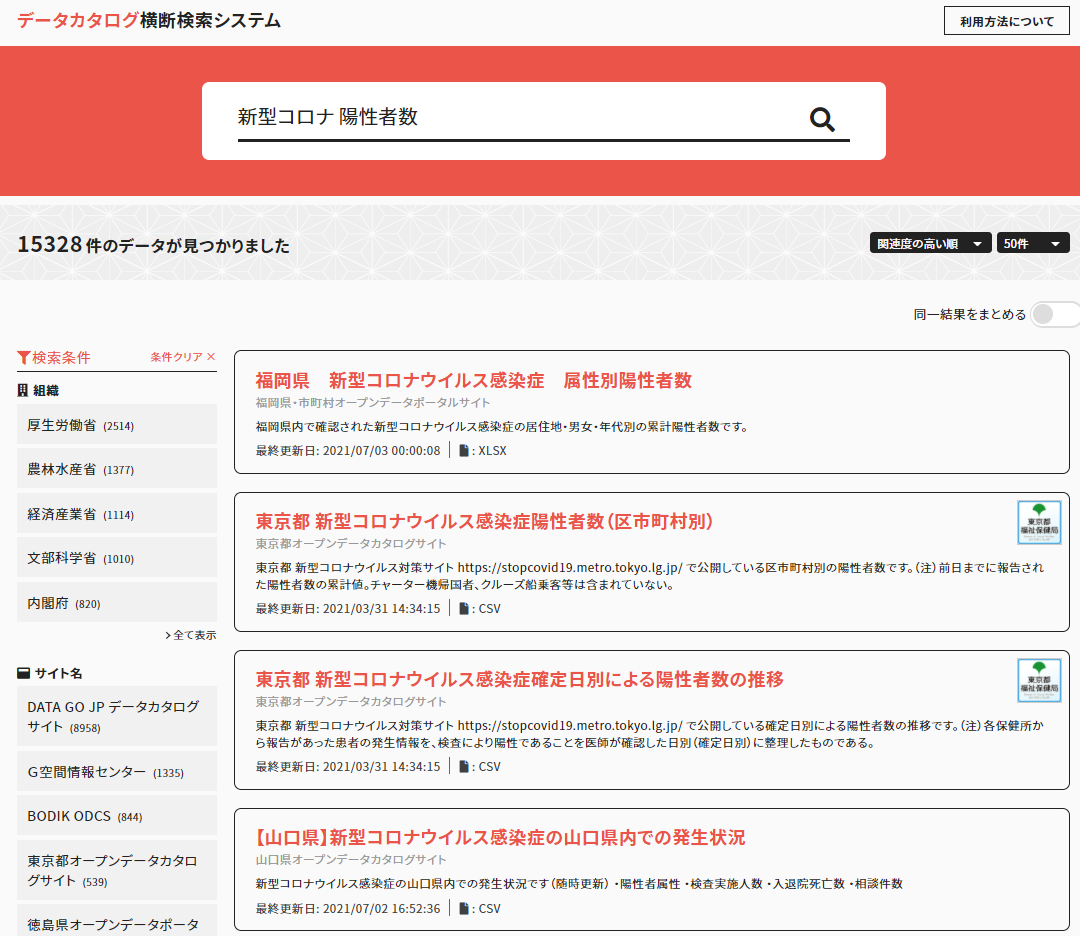 データカタログ横断検索システム
利用方法について
新型コロナ 陽性者数
15328 件のデータが見つかりました
関連度の高い順
50件
同一結果をまとめる
検索条件
条件クリア ×
組織
厚生労働省 (2514)
農林水産省 (1377)
経済産業省 (1114)
文部科学省 (1010)
内閣府 (820)
> 全て表示
サイト名
DATA GO JP データカタログ
サイト (8958)
G空間情報センター (1335)
BODIK ODCS (844)
東京都オープンデータカタロ
グサイト (539)
徳島県オープンデータポータ
福岡県　新型コロナウイルス感染症　属性別陽性者数
福岡県・市町村オープンデータポータルサイト
福岡県内で確認された新型コロナウイルス感染症の居住地・男女・年代別の累計陽性者数です。
最終更新日: 2021/07/03 00:00:08 : XLSX
東京都 新型コロナウイルス感染症陽性者数(区市町村別)
東京都オープンデータカタログサイト
東京都 新型コロナウイルス対策サイト https://stopcovid19.metro.tokyo.lg.jp/ で公開している区市町村別の陽性者数です。(注) 前日までに報告され
た陽性者数の累計値。チャーター機帰国者、クルーズ船乗客等は含まれていない。
最終更新日: 2021/03/31 14:34:15 : CSV
東京都
福祉保健局
東京都 新型コロナウイルス感染症確定日別による陽性者数の推移
東京都オープンデータカタログサイト
東京都 新型コロナウイルス対策サイト https://stopcovid19.metro.tokyo.lg.jp/ で公開している確定日別による陽性者数の推移です。(注) 各保健所か
ら報告があった患者の発生情報を、検査により陽性であることを医師が確認した日別(確定日別)に整理したものである。
最終更新日: 2021/03/31 14:34:15 : CSV
東京都
福祉保健局
【山口県】新型コロナウイルス感染症の山口県内での発生状況
山口県オープンデータカタログサイト
新型コロナウイルス感染症の山口県内での発生状況です(随時更新) ・陽性者属性 ・検査実施人数 ・入退院死亡数 ・相談件数
最終更新日: 2021/07/02 16:52:36 : CSV